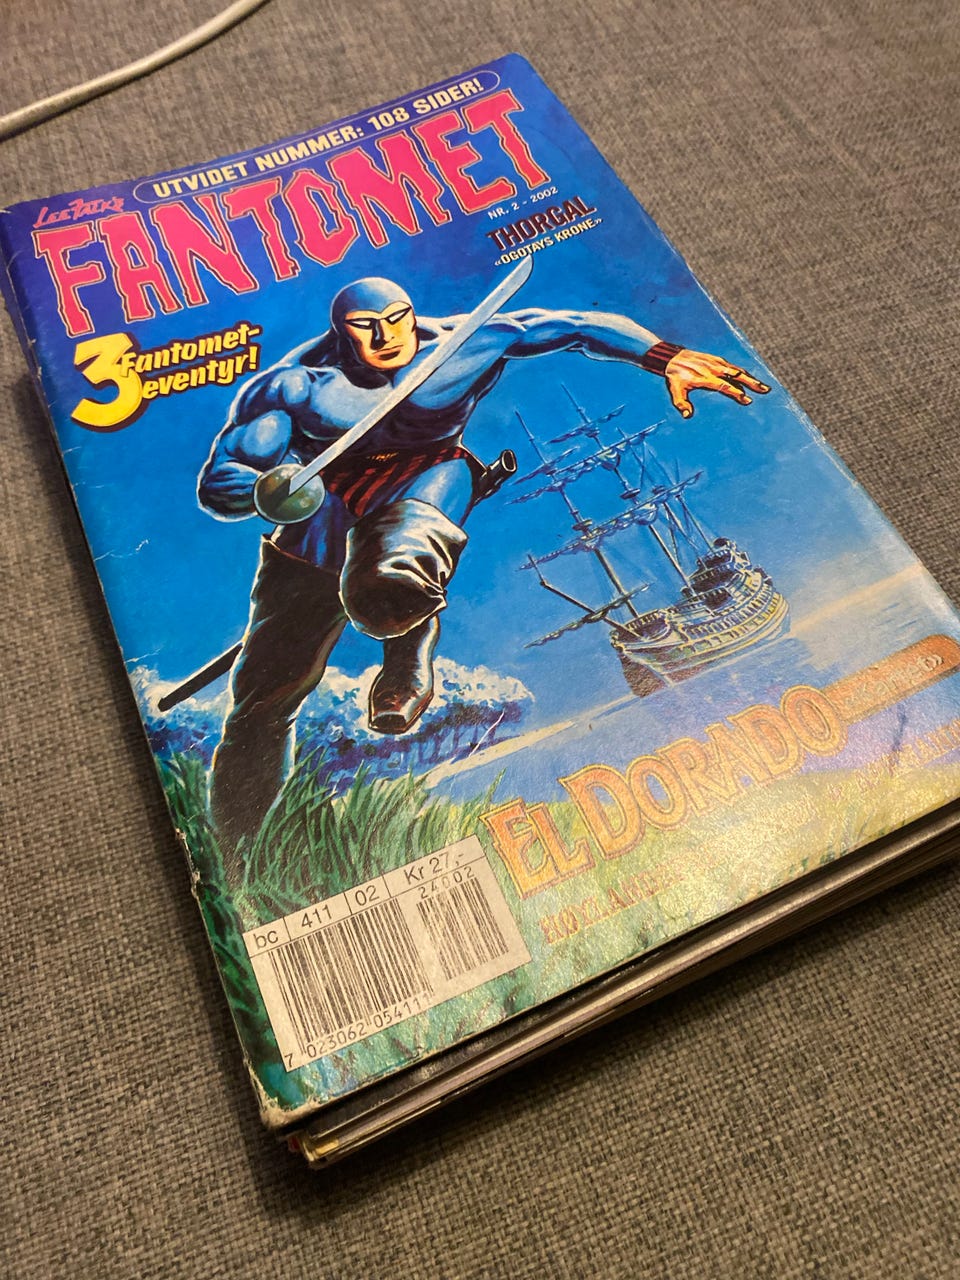 UTVIDET NUMMER: 108 SIDER!
LEE FALK's
FANTOMET
NR. 2 - 2002
THORGAL
«OGOTAYS KRONE»
3 Fantomet-
eventyr!
EL DORADO
bc 411 02 Kr 27,-
24002
7 023062 054111